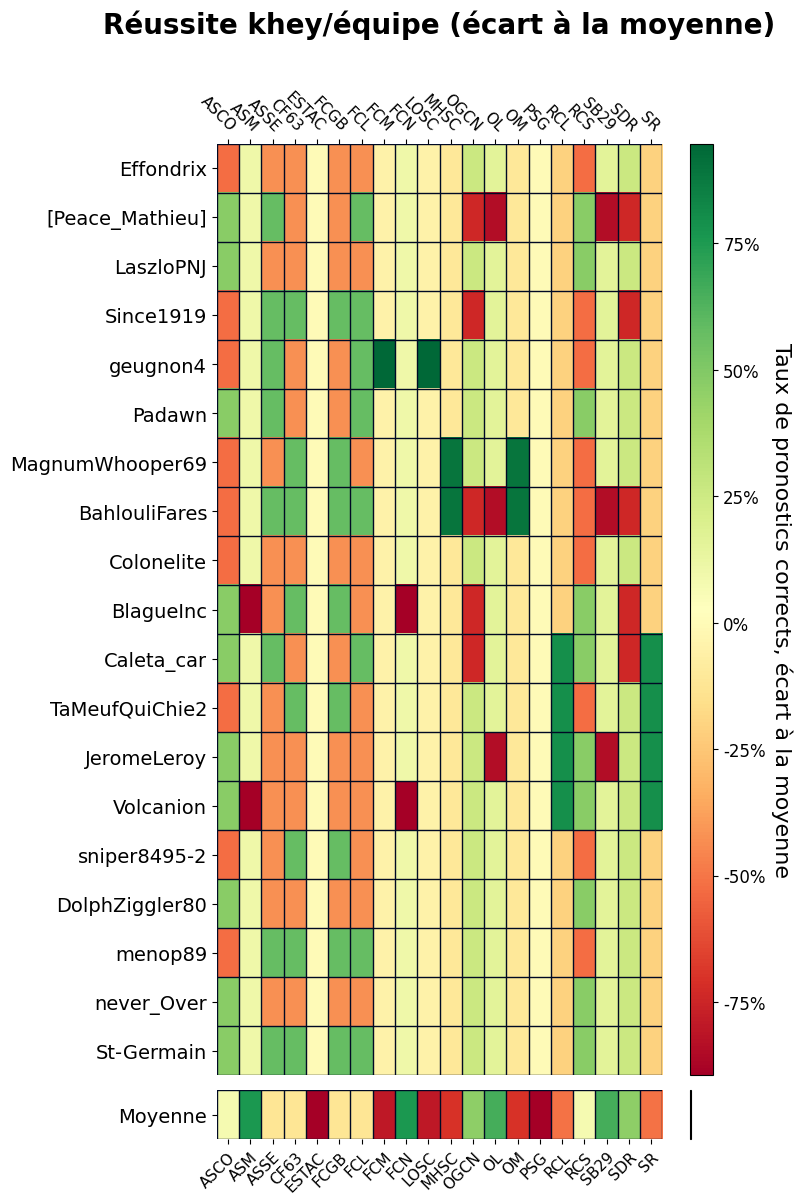 Réussite khey/équipe (écart à la moyenne)
ASCO ASM ASSE CF63 ESTAC FCGB FCL FCM FCN LOSC MHSC OGCN OL OM PSG RCL RCS SB29 SDR SR
Effondrix
[Peace_Mathieu]
LaszloPNJ
Since1919
geugnon4
Padawn
MagnumWhooper69
BahlouliFares
Colonelite
BlagueInc
Caleta_car
TaMeufQuiChie2
JeromeLeroy
Volcanion
sniper8495-2
DolphZiggler80
menop89
never_Over
St-Germain
Moyenne
ASCO ASM ASSE CF63 ESTAC FCGB FCL FCM FCN LOSC MHSC OGCN OL OM PSG RCL RCS SB29 SDR SR
75%
50%
25%
0%
-25%
-50%
-75%
Taux de pronostics corrects, écart à la moyenne